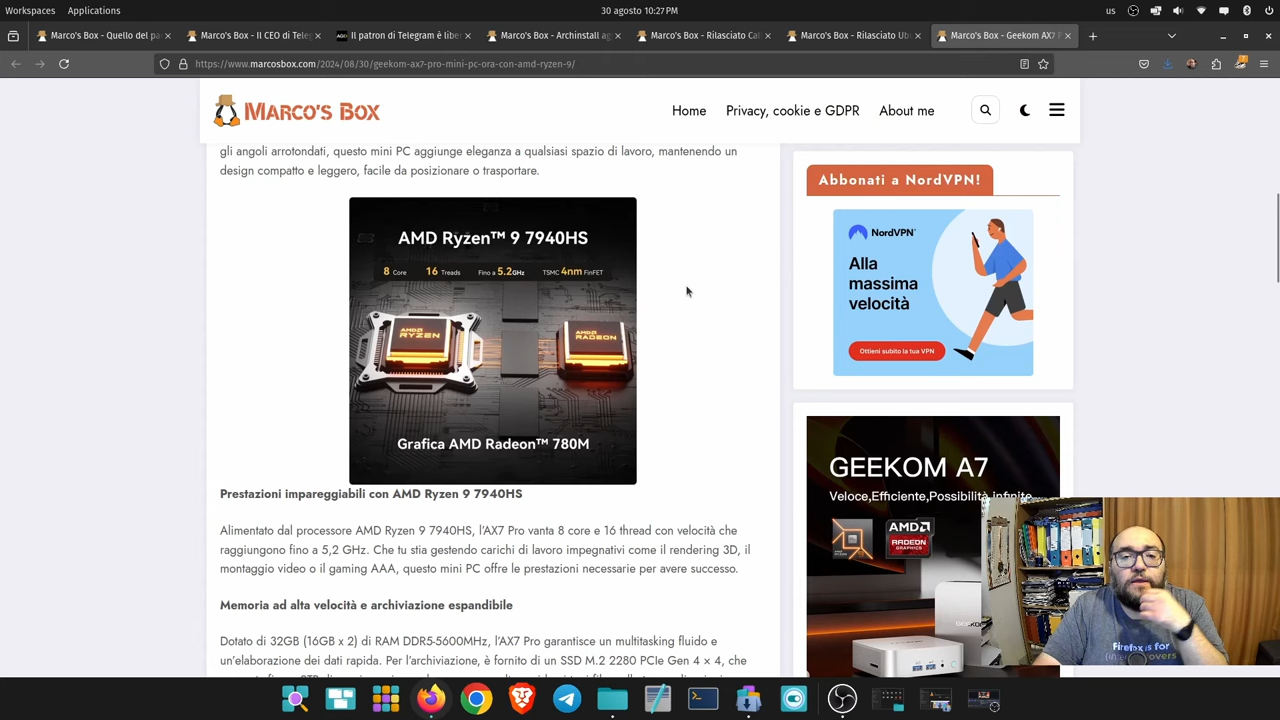 Workspaces Applications 30 agosto 10:27 PM us
Marco's Box - Quello del pa
Marco's Box - Il CEO di Teleg
Il patron di Telegram è liber
Marco's Box - Archinstall ag
Marco's Box - Rilasciato Cal
Marco's Box - Rilasciato Ub
Marco's Box - Geekom AX7 P
https://www.marcosbox.com/2024/08/30/geekom-ax7-pro-mini-pc-ora-con-amd-ryzen-9/
MARCO'S BOX
Home Privacy, cookie e GDPR About me
gli angoli arrotondati, questo mini PC aggiunge eleganza a qualsiasi spazio di lavoro, mantenendo un
design compatto e leggero, facile da posizionare o trasportare.
AMD Ryzen™ 9 7940HS
8 Core 16 Treads Fino a 5.2GHz TSMC 4nm FinFET
AMD RYZEN
AMD RADEON
Grafica AMD Radeon™ 780M
Prestazioni impareggiabili con AMD Ryzen 9 7940HS
Alimentato dal processore AMD Ryzen 9 7940HS, l'AX7 Pro vanta 8 core e 16 thread con velocità che
raggiungono fino a 5,2 GHz. Che tu stia gestendo carichi di lavoro impegnativi come il rendering 3D, il
montaggio video o il gaming AAA, questo mini PC offre le prestazioni necessarie per avere successo.
Memoria ad alta velocità e archiviazione espandibile
Dotato di 32GB (16GB x 2) di RAM DDR5-5600MHz, l'AX7 Pro garantisce un multitasking fluido e
un'elaborazione dei dati rapida. Per l'archiviazione, è fornito di un SSD M.2 2280 PCIe Gen 4 × 4, che
Abbonati a NordVPN!
NordVPN
Alla
massima
velocità
Ottieni subito la tua VPN
GEEKOM A7
Veloce,Efficiente,Possibilità infinite
AMD
RADEON
GRAPHICS
Firefox is for